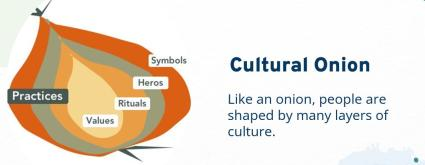 Symbols
Heros
Practices
Rituals
Values
Cultural Onion
Like an onion, people are
shaped by many layers of
culture.